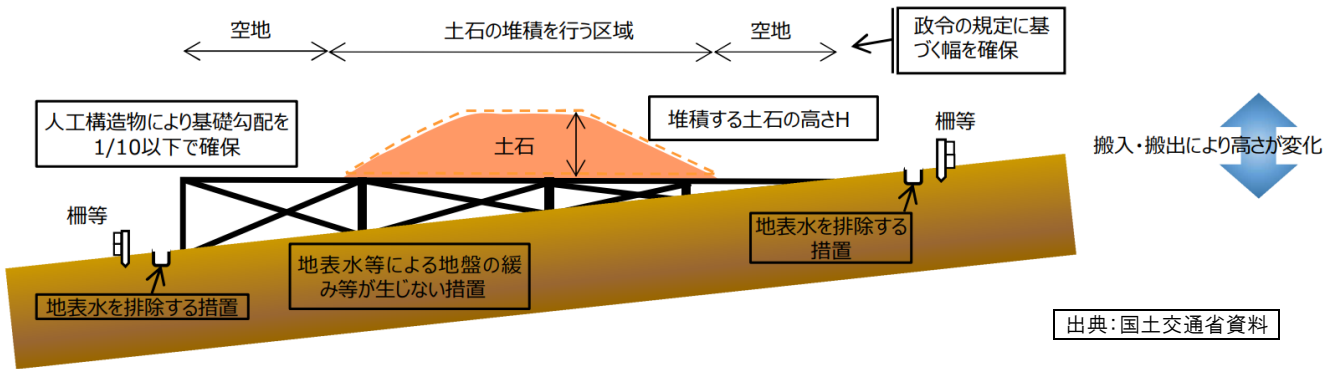 空地
土石の堆積を行う区域
空地
政令の規定に基
づく幅を確保
人工構造物により基礎勾配を
1/10以下で確保
土石
堆積する土石の高さH
柵等
搬入・搬出により高さが変化
柵等
地表水を排除する
措置
地表水等による地盤の緩
み等が生じない措置
地表水を排除する措置
出典：国土交通省資料